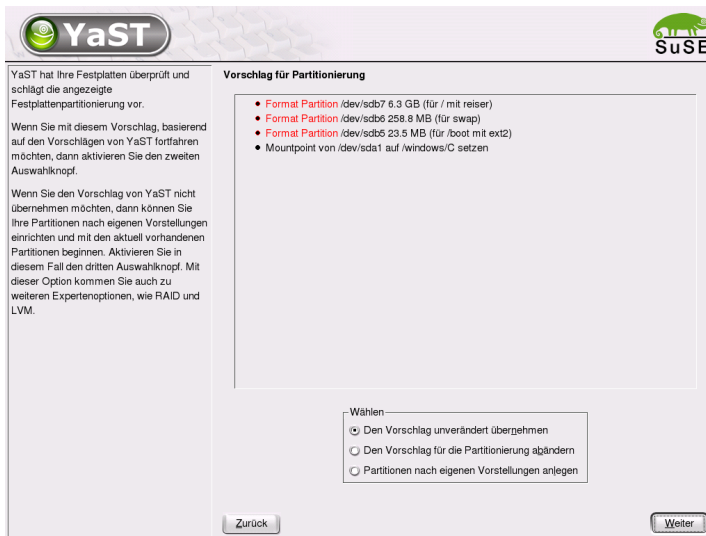 YaST
SuSE
YaST hat Ihre Festplatten überprüft und
schlägt die angezeigte
Festplattenpartitionierung vor.
Wenn Sie mit diesem Vorschlag, basierend
auf den Vorschlägen von YaST fortfahren
möchten, dann aktivieren Sie den zweiten
Auswahlknopf.
Wenn Sie den Vorschlag von YaST nicht
übernehmen möchten, dann können Sie
Ihre Partitionen nach eigenen Vorstellungen
einrichten und mit den aktuell vorhandenen
Partitionen beginnen. Aktivieren Sie in
diesem Fall den dritten Auswahlknopf. Mit
dieser Option kommen Sie auch zu
weiteren Expertenoptionen, wie RAID und
LVM.
Vorschlag für Partitionierung
Format Partition /dev/sdb7 6.3 GB (für / mit reiser)
Format Partition /dev/sdb6 258.8 MB (für swap)
Format Partition /dev/sdb5 23.5 MB (für /boot mit ext2)
Mountpoint von /dev/sda1 auf /windows/C setzen
Wählen
Den Vorschlag unverändert übernehmen
Den Vorschlag für die Partitionierung abändern
Partitionen nach eigenen Vorstellungen anlegen
Zurück
Weiter